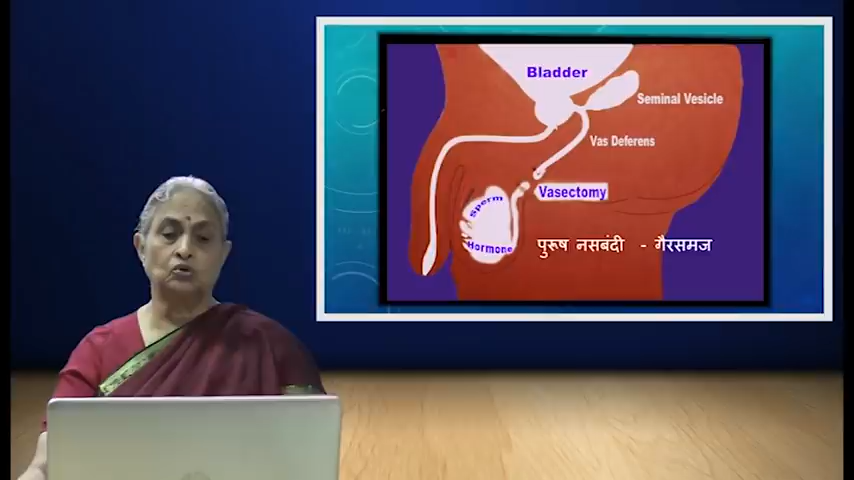 Bladder
Seminal Vesicle
Vas Deferens
Vasectomy
Sperm
Hormone
पुरूष नसबंदी - गैरसमज